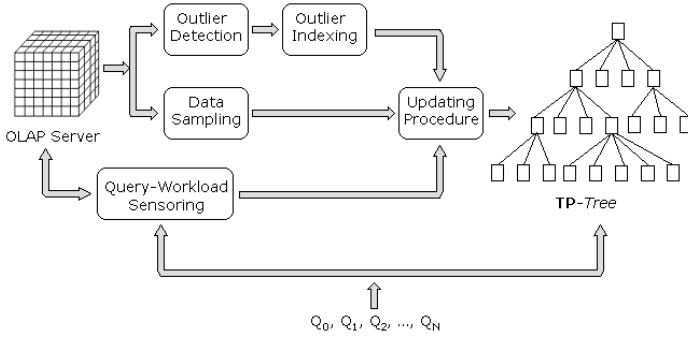 Outlier
Detection
Outlier
Indexing
OLAP Server
Data
Sampling
Updating
Procedure
Query-Workload
Sensoring
TP-Tree
Q0, Q1, Q2, ..., QN